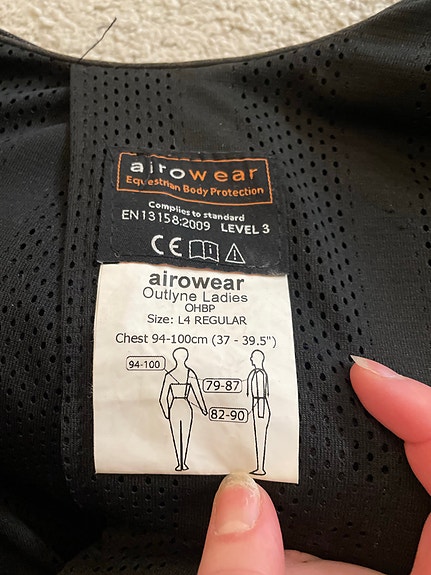 airowear
Equestrian Body Protection
Complies to standard
EN13158:2009 LEVEL 3
CE
airowear
Outlyne Ladies
OHBP
Size: L4 REGULAR
Chest 94-100cm (37 - 39.5")
94-100
79-87
82-90